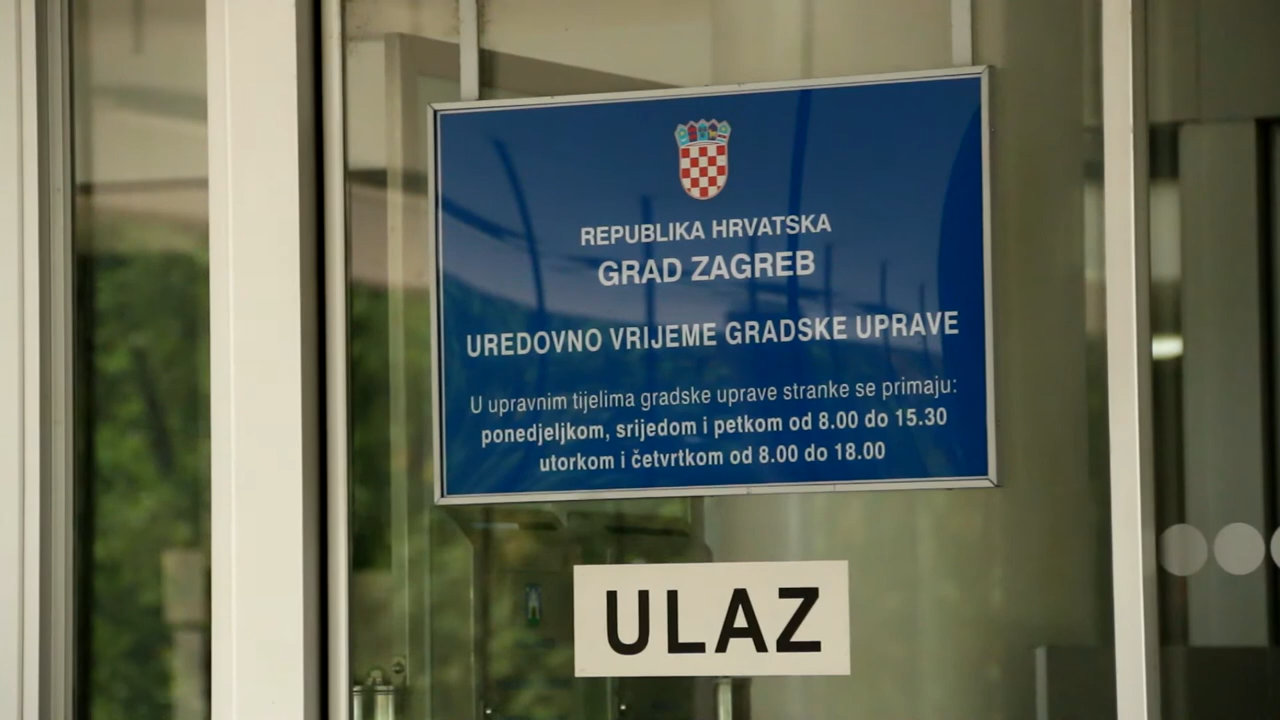 REPUBLIKA HRVATSKA
GRAD ZAGREB
UREDOVNO VRIJEME GRADSKE UPRAVE
U upravnim tijelima gradske uprave stranke se primaju:
ponedjeljkom, srijedom i petkom od 8.00 do 15.30
utorkom i četvrtkom od 8.00 do 18.00
ULAZ